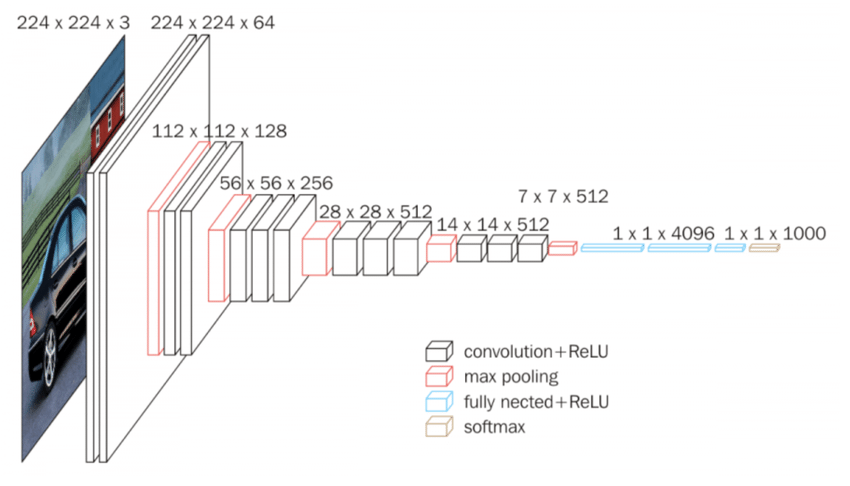 224 x 224 x 3
224 x 224 x 64
112 x 112 x 128
56 x 56 x 256
28 x 28 x 512
14 x 14 x 512
7 x 7 x 512
1 x 1 x 4096
1 x 1 x 1000
convolution+ReLU
max pooling
fully nected+ReLU
softmax